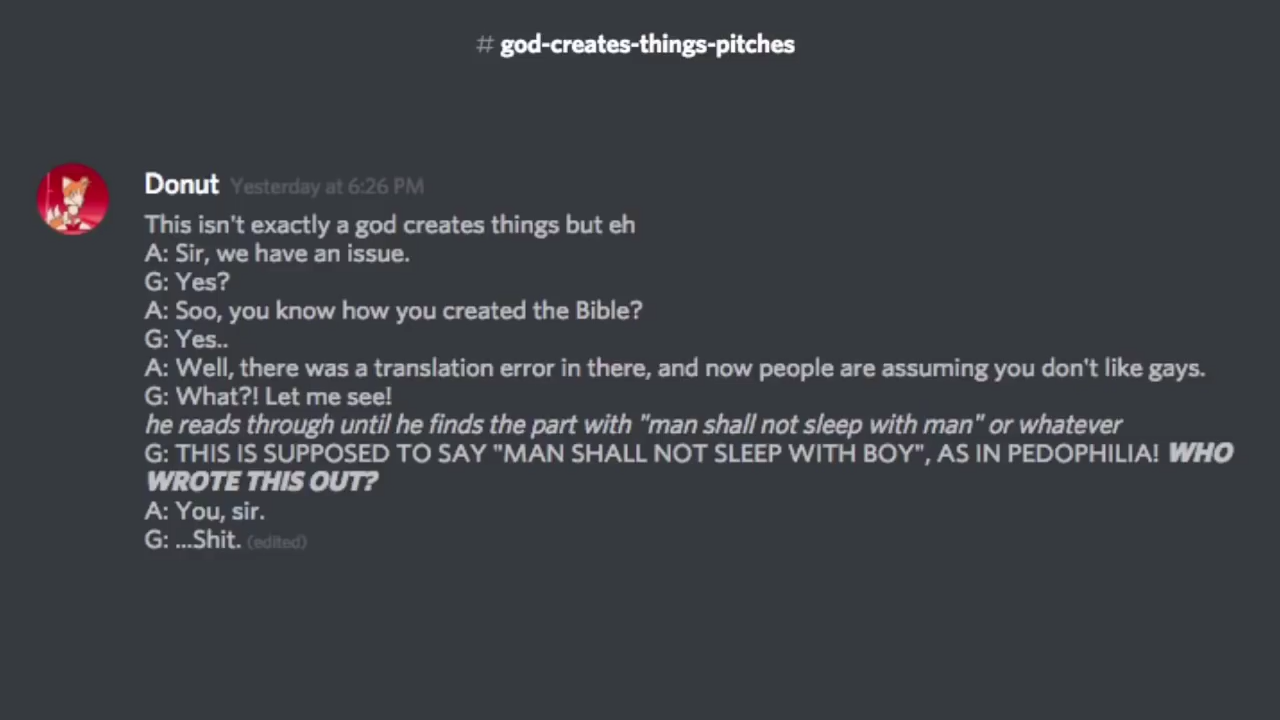 # god-creates-things-pitches
Donut Yesterday at 6:26 PM
This isn't exactly a god creates things but eh
A: Sir, we have an issue.
G: Yes?
A: Soo, you know how you created the Bible?
G: Yes..
A: Well, there was a translation error in there, and now people are assuming you don't like gays.
G: What?! Let me see!
he reads through until he finds the part with "man shall not sleep with man" or whatever
G: THIS IS SUPPOSED TO SAY "MAN SHALL NOT SLEEP WITH BOY", AS IN PEDOPHILIA! WHO
WROTE THIS OUT?
A: You, sir.
G: ...Shit. (edited)